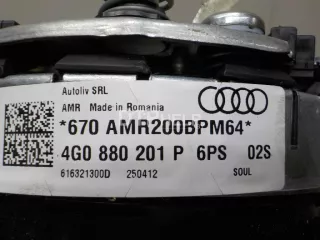 Autoliv SRL
AMR Made in Romania
*670 AMR200BPM64*
4G0 880 201 P 6PS 02S
616321300D 250412 SOUL